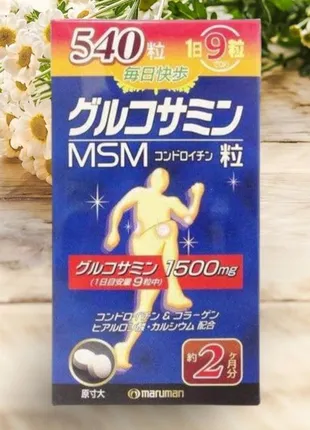 540粒
1日9粒
毎日快歩
グルコサミン
MSM コンドロイチン 粒
グルコサミン 1500mg
(1日目安量9粒中)
コンドロイチン&コラーゲン
ヒアルロン酸・カルシウム 配合
約2ヶ月分
原寸大
maruman